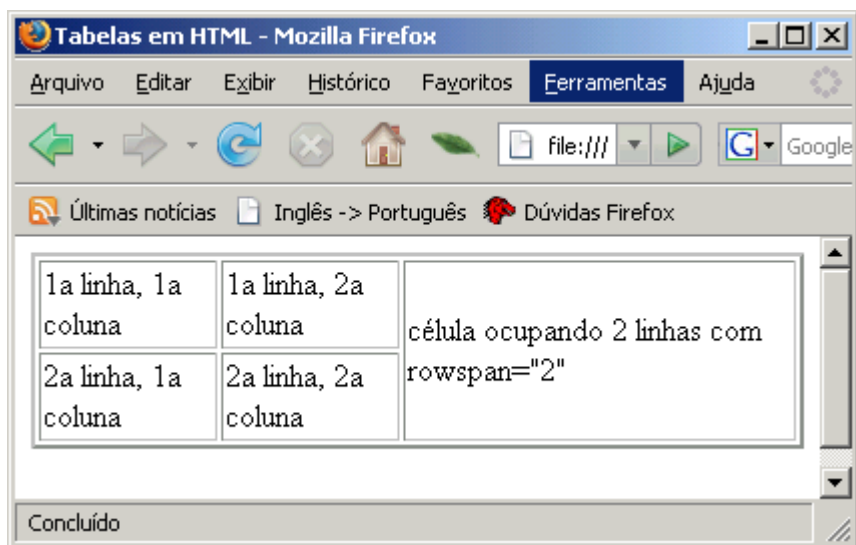 Tabelas em HTML - Mozilla Firefox
Arquivo Editar Exibir Histórico Favoritos Ferramentas Ajuda
file:/// G Google
Últimas notícias Inglês -> Português Dúvidas Firefox
1a linha, 1a
coluna
1a linha, 2a
coluna
célula ocupando 2 linhas com
rowspan="2"
2a linha, 1a
coluna
2a linha, 2a
coluna
Concluído